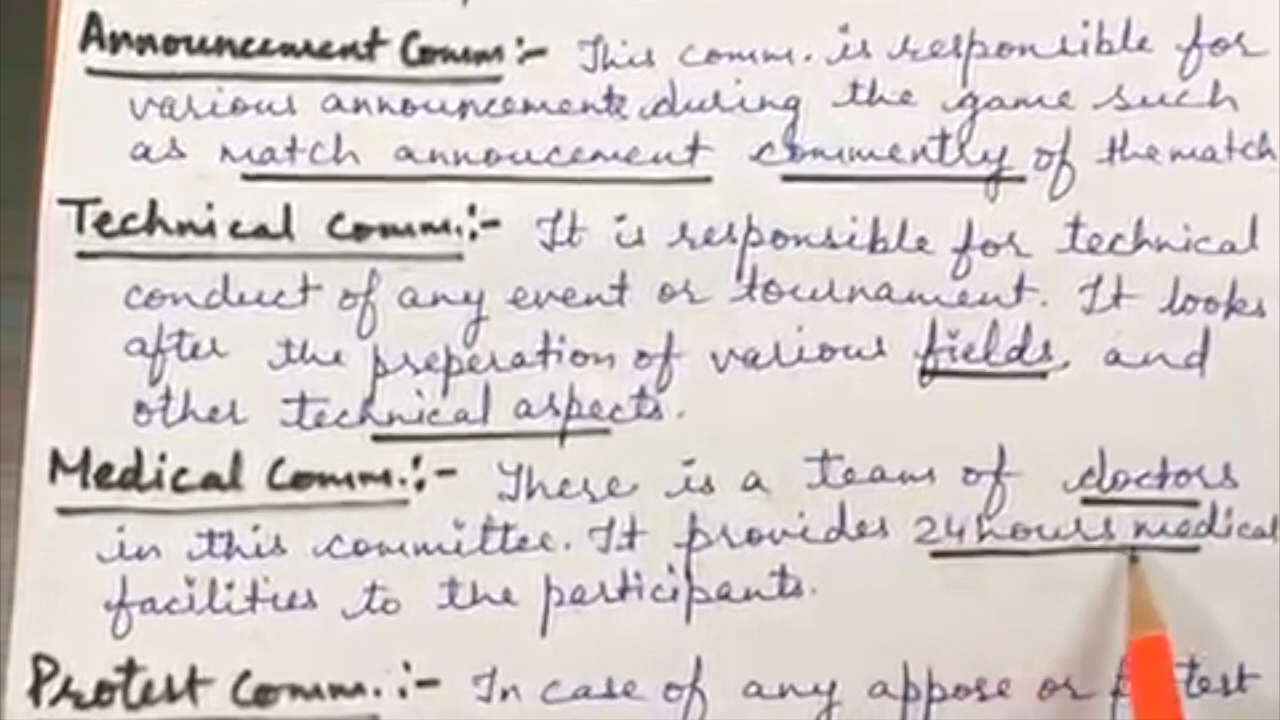 Announcement Comm:- This comm. is responsible for
various announcements during the game such
as match annoucement commently of the match
Technical Comm.:- It is responsible for technical
conduct of any event or tournament. It looks
after the preperation of various fields and
other technical aspects.
Medical Comm.:- There is a team of doctors
in this committee. It provides 24 hours medical
facilities to the participants.
Protest Comm.:- In case of any appose or